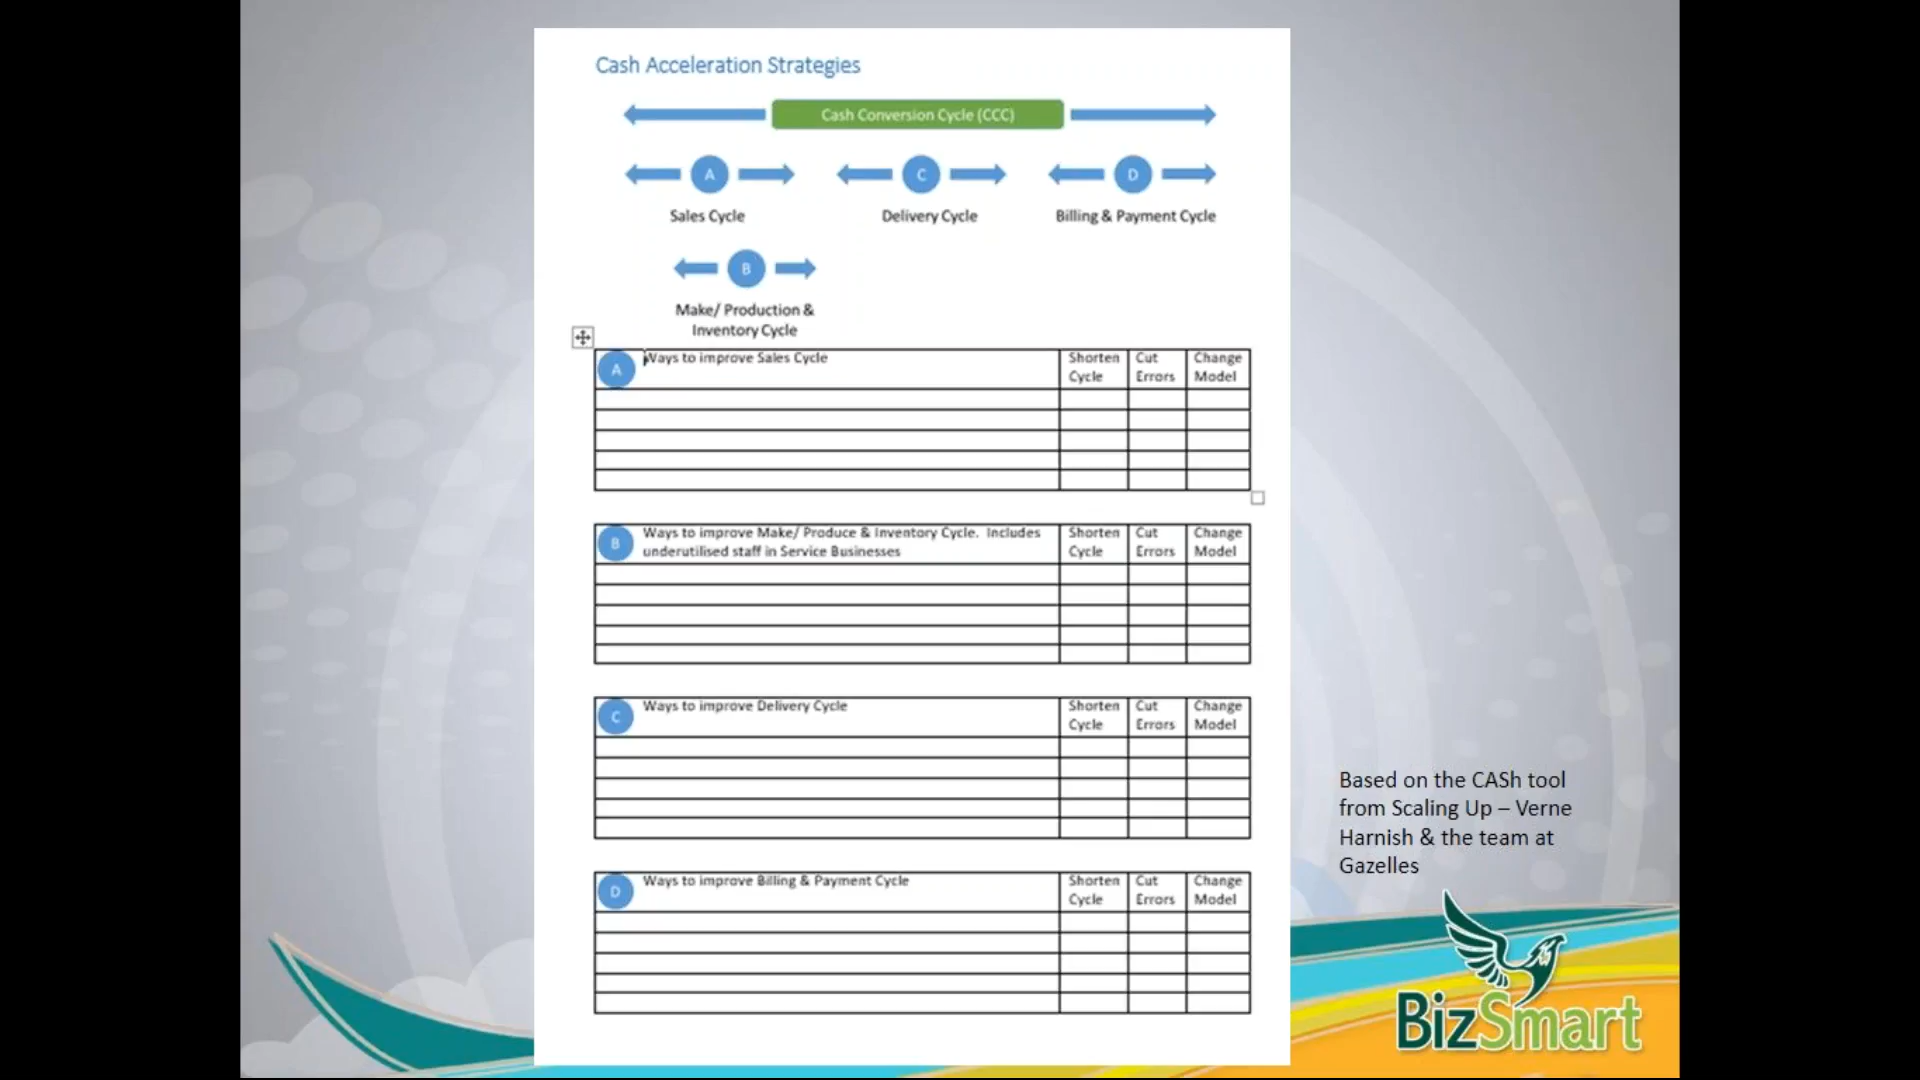 Cash Acceleration Strategies
Cash Conversion Cycle (CCC)
A
C
D
Sales Cycle
Delivery Cycle
Billing & Payment Cycle
B
Make/ Production &
Inventory Cycle
A
Ways to improve Sales Cycle
Shorten
Cycle
Cut
Errors
Change
Model
B
Ways to improve Make/ Produce & Inventory Cycle. Includes
underutilised staff in Service Businesses
Shorten
Cycle
Cut
Errors
Change
Model
C
Ways to improve Delivery Cycle
Shorten
Cycle
Cut
Errors
Change
Model
D
Ways to improve Billing & Payment Cycle
Shorten
Cycle
Cut
Errors
Change
Model
Based on the CASh tool
from Scaling Up – Verne
Harnish & the team at
Gazelles
BizSmart